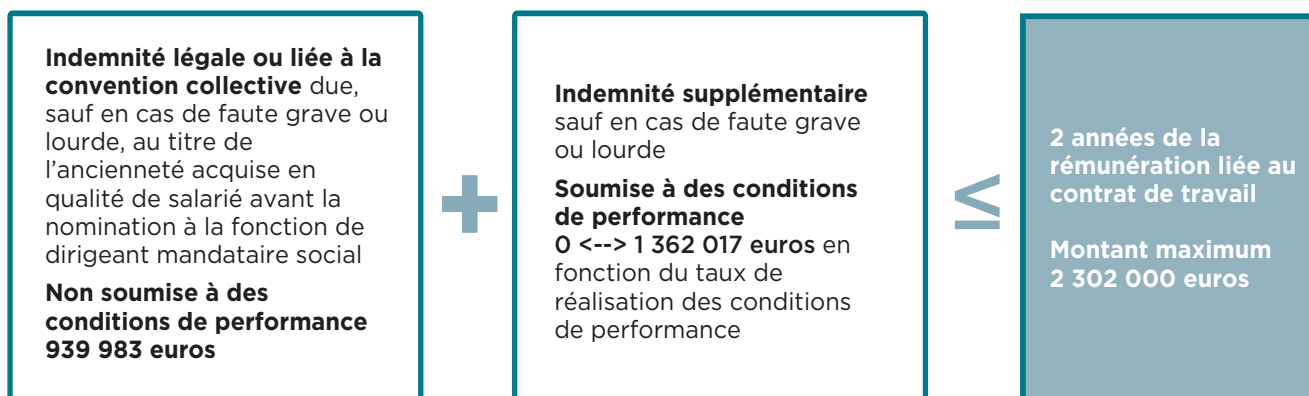 Indemnité légale ou liée à la
convention collective due,
sauf en cas de faute grave ou
lourde, au titre de
l’ancienneté acquise en
qualité de salarié avant la
nomination à la fonction de
dirigeant mandataire social
Non soumise à des
conditions de performance
939 983 euros
+
Indemnité supplémentaire
sauf en cas de faute grave
ou lourde
Soumise à des conditions
de performance
0 <--> 1 362 017 euros en
fonction du taux de
réalisation des conditions
de performance
≤
2 années de la
rémunération liée au
contrat de travail
Montant maximum
2 302 000 euros